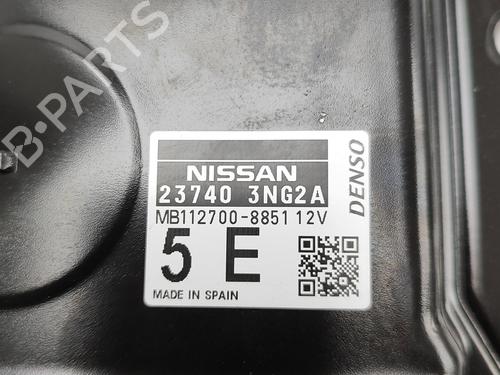 B-PARTS
NISSAN
23740 3NG2A
MB112700-8851 12V
5 E
MADE IN SPAIN
DENSO